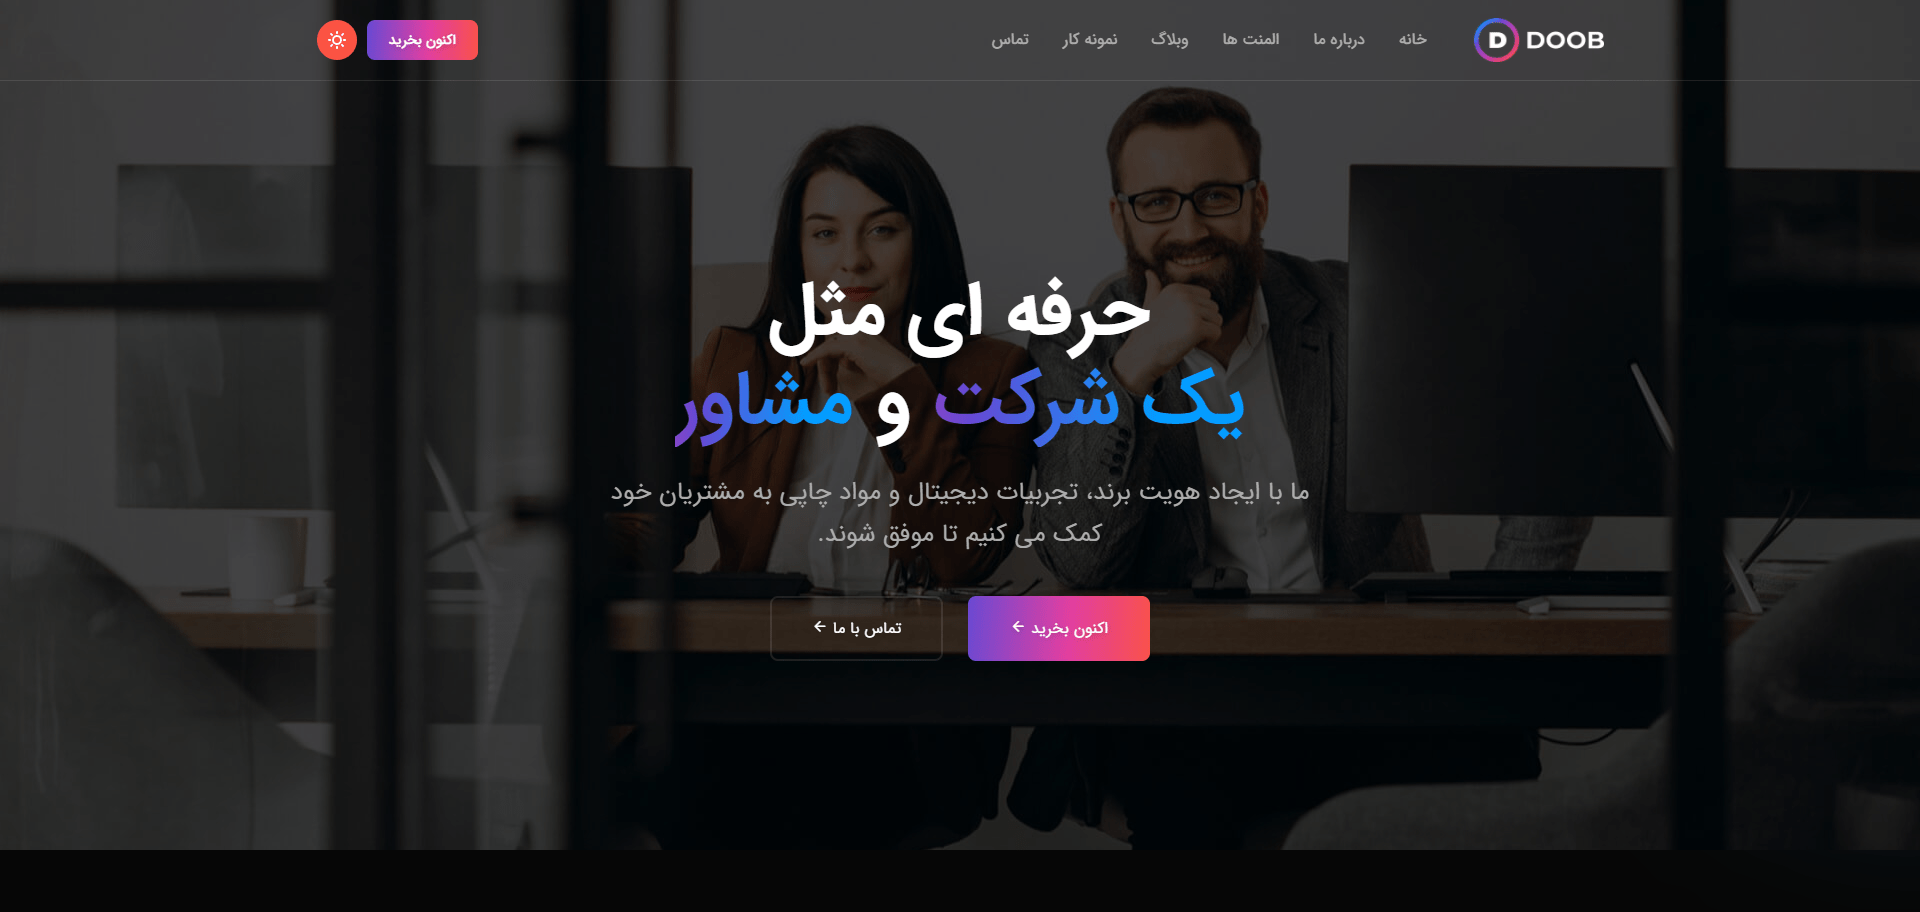 DOOB
خانه
درباره ما
المنت ها
وبلاگ
نمونه کار
تماس
اکنون بخرید
حرفه ای مثل
یک شرکت و مشاور
ما با ایجاد هویت برند، تجربیات دیجیتال و مواد چاپی به مشتریان خود
کمک می کنیم تا موفق شوند.
اکنون بخرید ←
تماس با ما ←